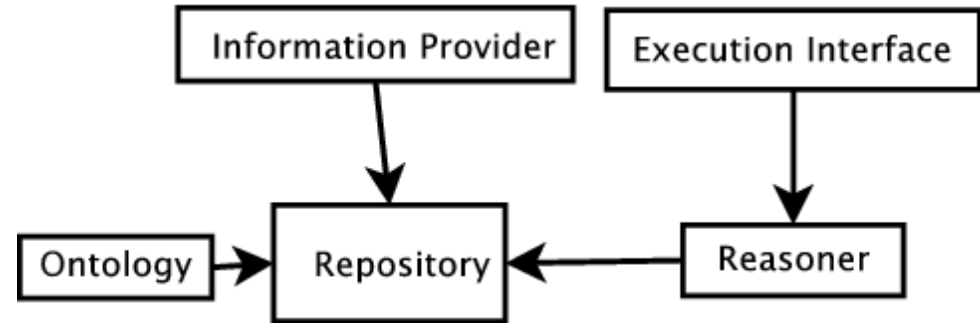 Information Provider
Execution Interface
Ontology
Repository
Reasoner